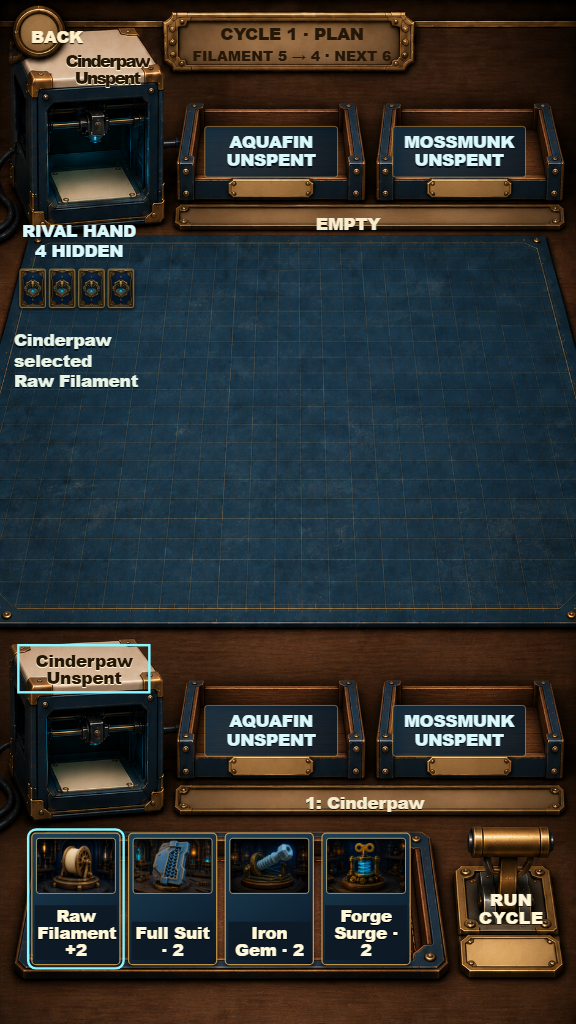 BACK
CYCLE 1 · PLAN
FILAMENT 5 → 4 · NEXT 6
Cinderpaw
Unspent
AQUAFIN
UNSPENT
MOSSMUNK
UNSPENT
EMPTY
RIVAL HAND
4 HIDDEN
Cinderpaw
selected
Raw Filament
Cinderpaw
Unspent
AQUAFIN
UNSPENT
MOSSMUNK
UNSPENT
1: Cinderpaw
Raw
Filament
+2
Full Suit
· 2
Iron
Gem · 2
Forge
Surge ·
2
RUN
CYCLE